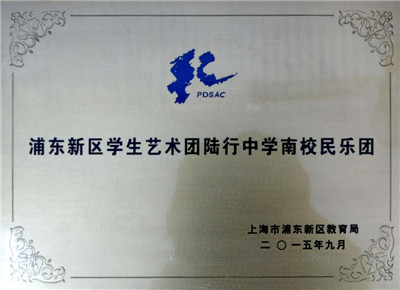 PDSAC
浦东新区学生艺术团陆行中学南校民乐团
上海市浦东新区教育局
二〇一五年九月